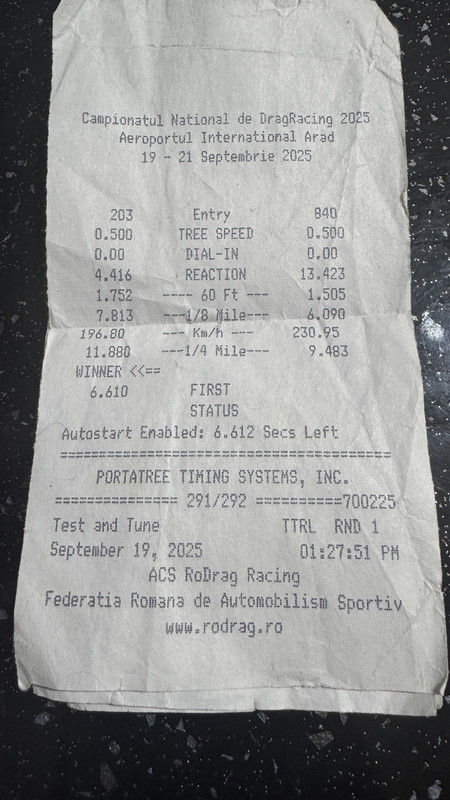 Campionatul National de DragRacing 2025
Aeroportul International Arad
19 - 21 Septembrie 2025
203 Entry 840
0.500 TREE SPEED 0.500
0.00 DIAL-IN 0.00
4.416 REACTION 13.423
1.752 ---- 60 Ft --- 1.505
7.813 ---1/8 Mile--- 6.090
196.80 --- Km/h --- 230.95
11.880 ---1/4 Mile--- 9.483
WINNER <<==
6.610 FIRST
STATUS
Autostart Enabled: 6.612 Secs Left
==============================================
PORTATREE TIMING SYSTEMS, INC.
=============== 291/292 ==========700225
Test and Tune TTRL RND 1
September 19, 2025 01:27:51 PM
ACS RoDrag Racing
Federatia Romana de Automobilism Sportiv
www.rodrag.ro